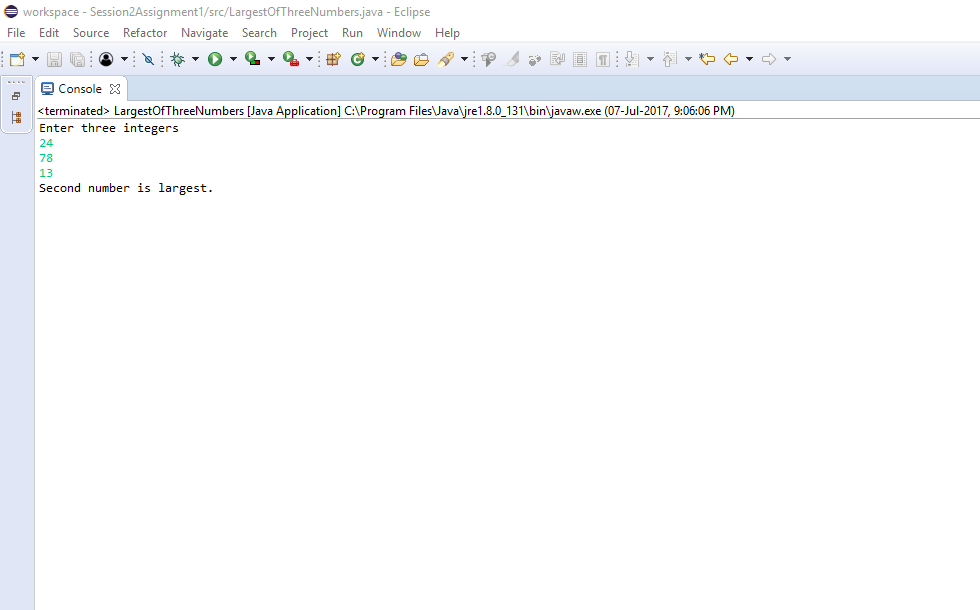 workspace - Session2Assignment1/src/LargestOfThreeNumbers.java - Eclipse
File Edit Source Refactor Navigate Search Project Run Window Help
Console
<terminated> LargestOfThreeNumbers [Java Application] C:\Program Files\Java\jre1.8.0_131\bin\javaw.exe (07-Jul-2017, 9:06:06 PM)
Enter three integers
24
78
13
Second number is largest.